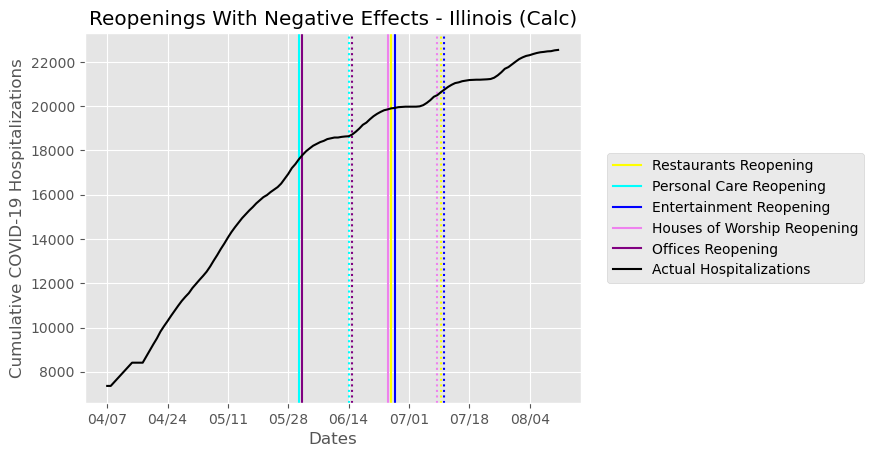 Reopenings With Negative Effects - Illinois (Calc)
Cumulative COVID-19 Hospitalizations
22000
20000
18000
16000
14000
12000
10000
8000
04/07 04/24 05/11 05/28 06/14 07/01 07/18 08/04
Dates
Restaurants Reopening
Personal Care Reopening
Entertainment Reopening
Houses of Worship Reopening
Offices Reopening
Actual Hospitalizations